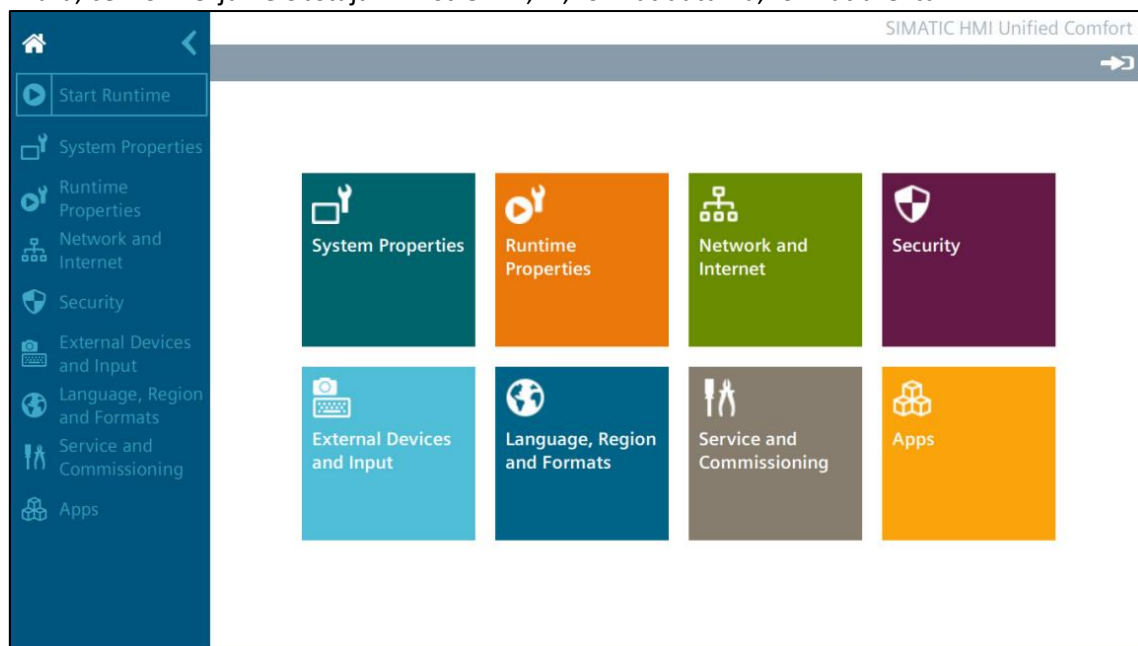 SIMATIC HMI Unified Comfort
Start Runtime
System Properties
Runtime
Properties
Network and
Internet
Security
External Devices
and Input
Language, Region
and Formats
Service and
Commissioning
Apps
System Properties
Runtime
Properties
Network and
Internet
Security
External Devices
and Input
Language, Region
and Formats
Service and
Commissioning
Apps